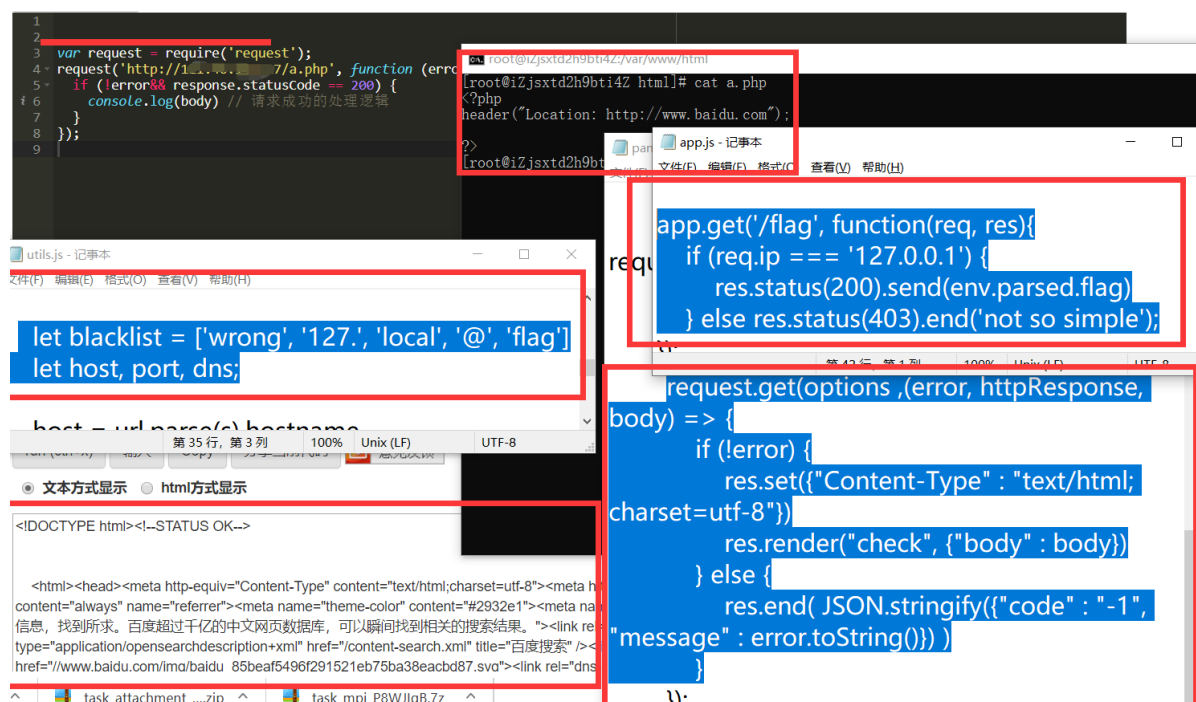 1
2
3 var request = require('request');
4 request('http://1 7/a.php', function (erro
5 if (!error&& response.statusCode == 200) {
6 console.log(body) // 请求成功的处理逻辑
7 }
8 });
9
root@iZjsxtd2h9bti4Z:/var/www/html
[root@iZjsxtd2h9bti4Z html]# cat a.php
<?php
header("Location: http://www.baidu.com");
?>
[root@iZjsxtd2h9bt
app.js - 记事本
文件(F) 编辑(E) 格式(O) 查看(V) 帮助(H)
app.get('/flag', function(req, res){
if (req.ip === '127.0.0.1') {
res.status(200).send(env.parsed.flag)
} else res.status(403).end('not so simple');
});
第 42 行，第 1 列 100% Unix (LF) UTF-8
utils.js - 记事本
文件(F) 编辑(E) 格式(O) 查看(V) 帮助(H)
let blacklist = ['wrong', '127.', 'local', '@', 'flag']
let host, port, dns;
host = url.parse(s).hostname
第 35 行，第 3 列 100% Unix (LF) UTF-8
pan
requ
request.get(options ,(error, httpResponse,
body) => {
if (!error) {
res.set({"Content-Type" : "text/html;
charset=utf-8"})
res.render("check", {"body" : body})
} else {
res.end( JSON.stringify({"code" : "-1",
"message" : error.toString()}) )
}
});
文本方式显示 html方式显示
<!DOCTYPE html><!--STATUS OK-->
<html><head><meta http-equiv="Content-Type" content="text/html;charset=utf-8"><meta ht
content="always" name="referrer"><meta name="theme-color" content="#2932e1"><meta na
信息，找到所求。百度超过千亿的中文网页数据库，可以瞬间找到相关的搜索结果。"><link rel
type="application/opensearchdescription+xml" href="/content-search.xml" title="百度搜索" /><
href="//www.baidu.com/img/baidu_85beaf5496f291521eb75ba38eacbd87.svg"><link rel="dns
task_attachment_....zip
task_mpj_P8WJIgB.7z